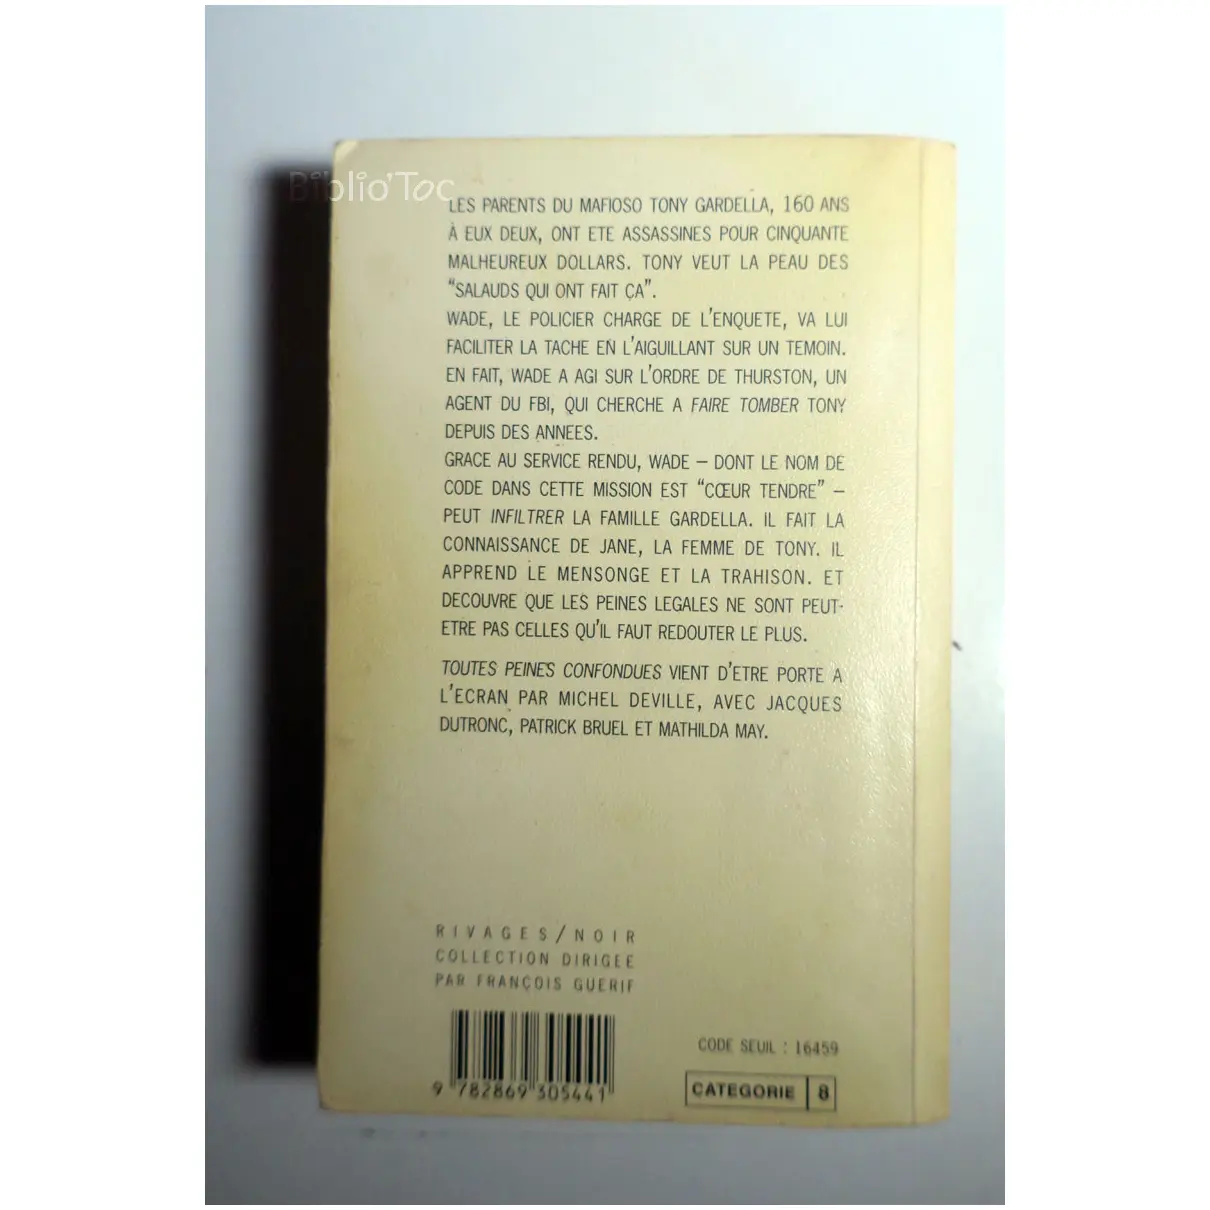 Biblio'Toc
LES PARENTS DU MAFIOSO TONY GARDELLA, 160 ANS
À EUX DEUX, ONT ETE ASSASSINES POUR CINQUANTE
MALHEUREUX DOLLARS. TONY VEUT LA PEAU DES
"SALAUDS QUI ONT FAIT ÇA".
WADE, LE POLICIER CHARGE DE L'ENQUETE, VA LUI
FACILITER LA TACHE EN L'AIGUILLANT SUR UN TEMOIN.
EN FAIT, WADE A AGI SUR L'ORDRE DE THURSTON, UN
AGENT DU FBI, QUI CHERCHE A FAIRE TOMBER TONY
DEPUIS DES ANNEES.
GRACE AU SERVICE RENDU, WADE – DONT LE NOM DE
CODE DANS CETTE MISSION EST "CŒUR TENDRE" –
PEUT INFILTRER LA FAMILLE GARDELLA. IL FAIT LA
CONNAISSANCE DE JANE, LA FEMME DE TONY. IL
APPREND LE MENSONGE ET LA TRAHISON. ET
DECOUVRE QUE LES PEINES LEGALES NE SONT PEUT-
ETRE PAS CELLES QU'IL FAUT REDOUTER LE PLUS.
TOUTES PEINES CONFONDUES VIENT D'ETRE PORTE A
L'ECRAN PAR MICHEL DEVILLE, AVEC JACQUES
DUTRONC, PATRICK BRUEL ET MATHILDA MAY.
RIVAGES/NOIR
COLLECTION DIRIGEE
PAR FRANÇOIS GUERIF
CODE SEUIL : 16459
9 782869 305441
CATEGORIE 8